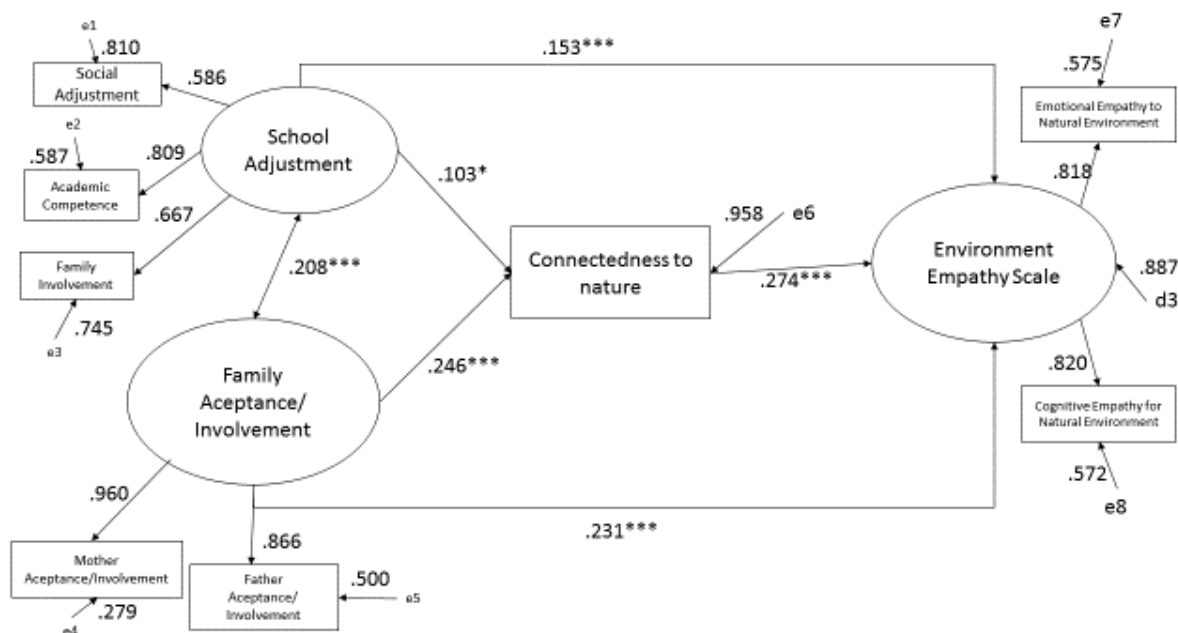 e1
.810
Social
Adjustment
.586
e2
.587
Academic
Competence
.809
.667
Family
Involvement
.745
e3
School
Adjustment
.208***
Family
Aceptance/
Involvement
.960
Mother
Aceptance/Involvement
.279
e4
.866
Father
Aceptance/
Involvement
.500
e5
.153***
.103*
.246***
Connectedness to
nature
.958
e6
.274***
.231***
Environment
Empathy Scale
.887
d3
e7
.575
Emotional Empathy to
Natural Environment
.818
.820
Cognitive Empathy for
Natural Environment
.572
e8